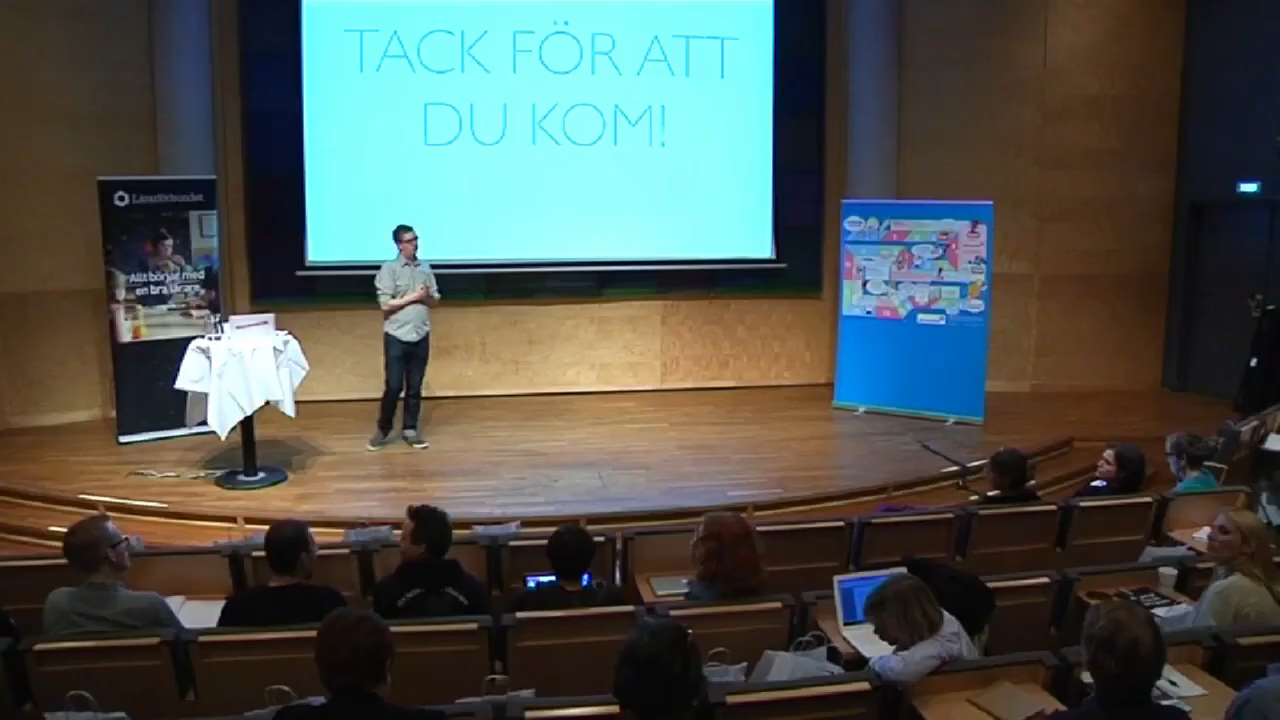 TACK FÖR ATT
DU KOM!
Lärarförbundet
Allt börjar med
en bra lärare.